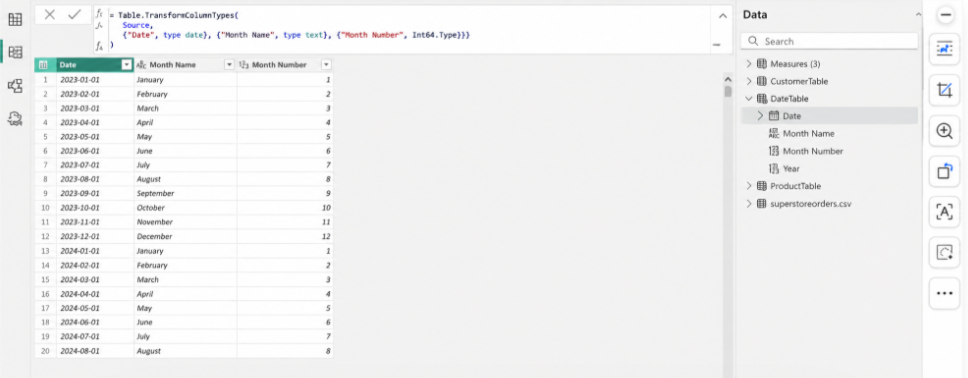 = Table.TransformColumnTypes(
Source,
{"Date", type date}, {"Month Name", type text}, {"Month Number", Int64.Type}}}
)
Date Month Name Month Number
1 2023-01-01 January 1
2 2023-02-01 February 2
3 2023-03-01 March 3
4 2023-04-01 April 4
5 2023-05-01 May 5
6 2023-06-01 June 6
7 2023-07-01 July 7
8 2023-08-01 August 8
9 2023-09-01 September 9
10 2023-10-01 October 10
11 2023-11-01 November 11
12 2023-12-01 December 12
13 2024-01-01 January 1
14 2024-02-01 February 2
15 2024-03-01 March 3
16 2024-04-01 April 4
17 2024-05-01 May 5
18 2024-06-01 June 6
19 2024-07-01 July 7
20 2024-08-01 August 8
Data
Search
Measures (3)
CustomerTable
DateTable
Date
Month Name
Month Number
Year
ProductTable
superstoreorders.csv